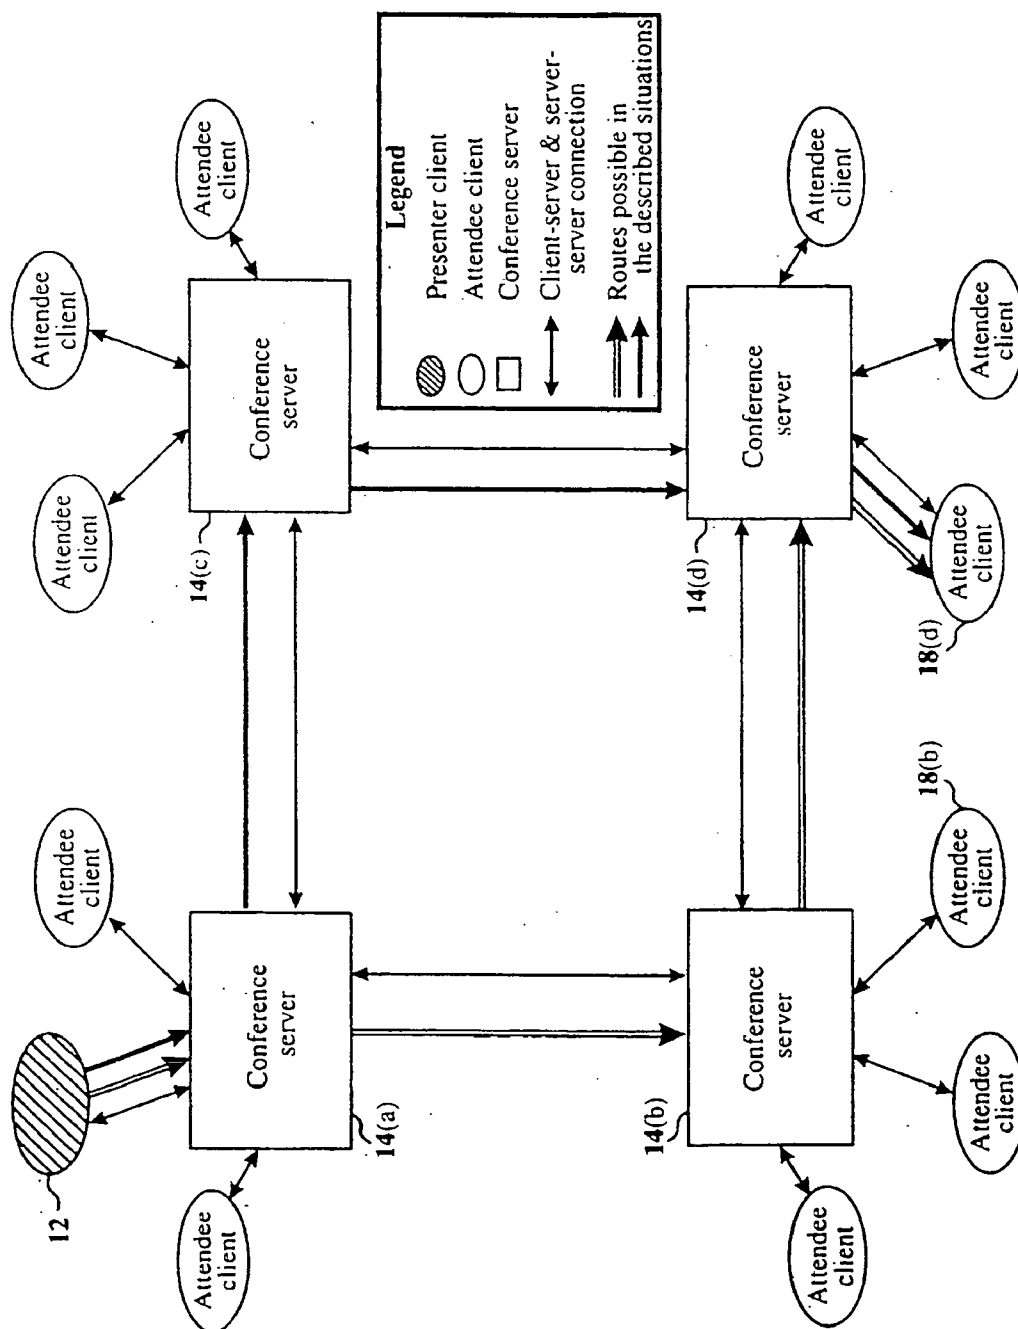 12
Attendee
client
Attendee
client
Attendee
client
Attendee
client
Conference
server
14(a)
14(c)
Conference
server
Attendee
client
Legend
Presenter client
Attendee client
Conference server
Client-server & server-
server connection
Routes possible in
the described situations
14(b)
14(d)
Attendee
client
Conference
server
Conference
server
Attendee
client
18(b)
18(d)
Attendee
client
Attendee
client
Attendee
client
Attendee
client